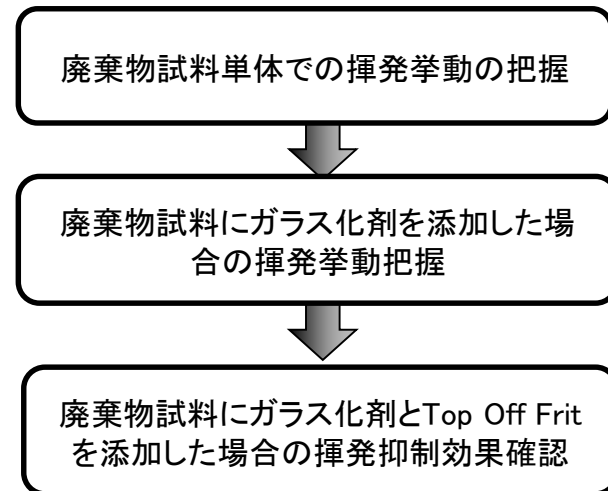 廃棄物試料単体での揮発挙動の把握
廃棄物試料にガラス化剤を添加した場
合の揮発挙動把握
廃棄物試料にガラス化剤とTop Off Frit
を添加した場合の揮発抑制効果確認